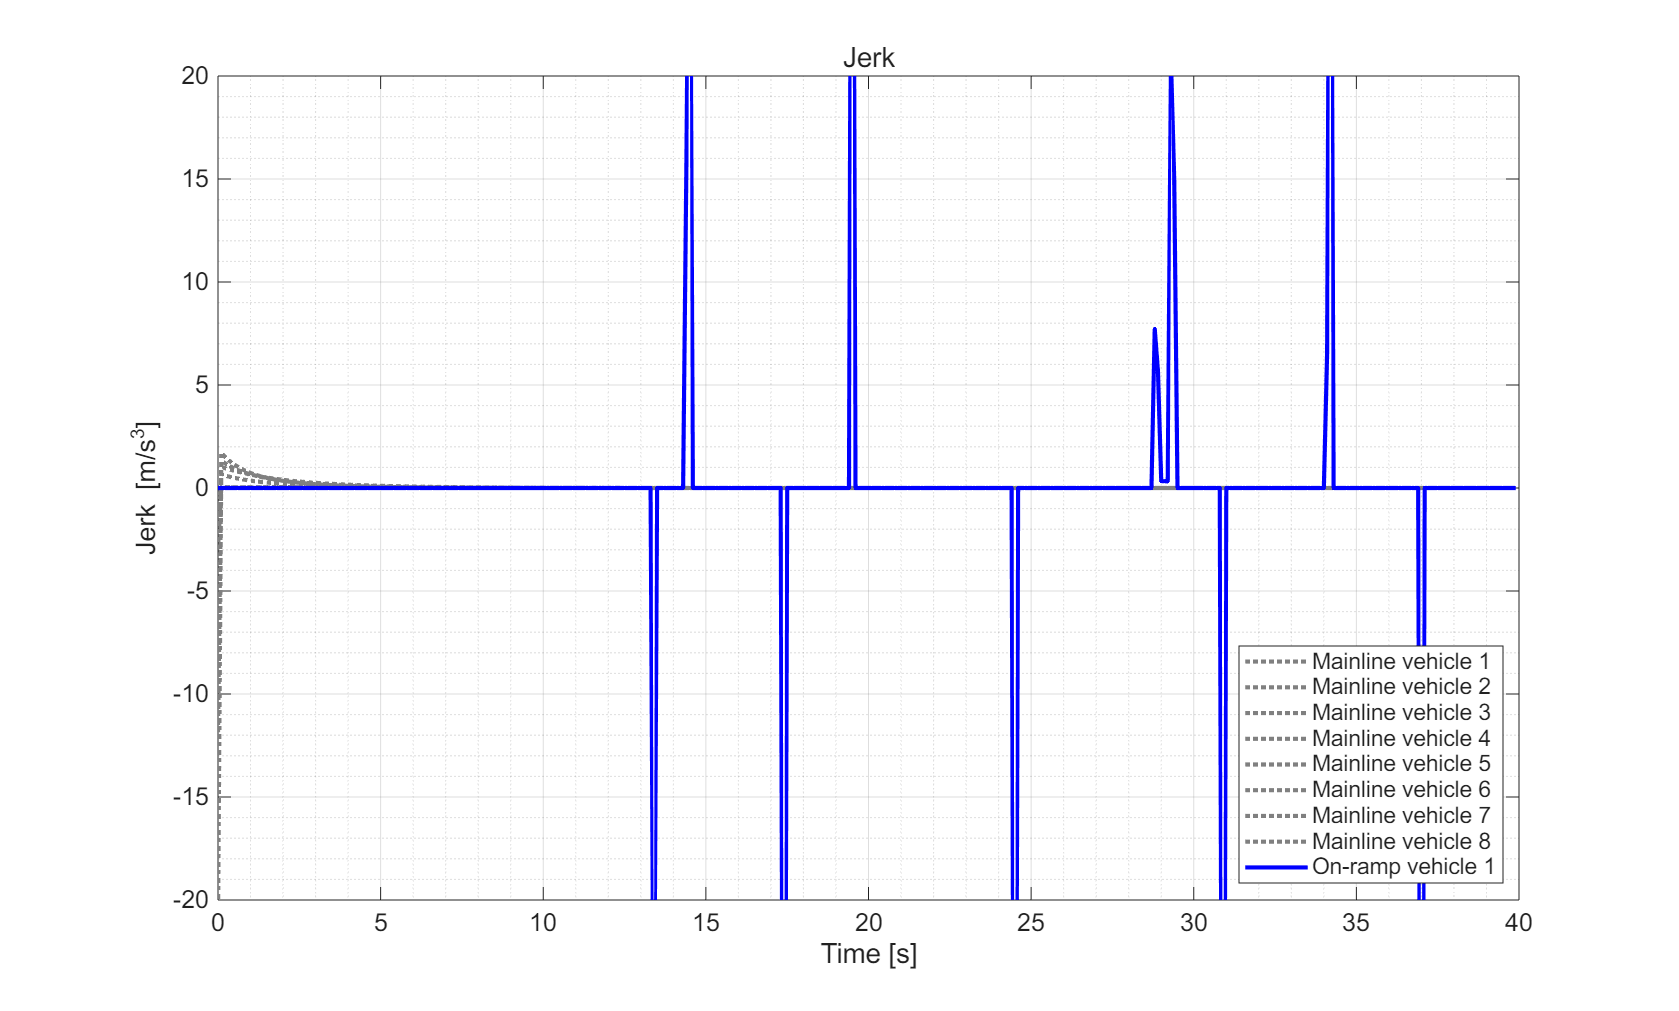 Jerk
20
15
10
5
0
-5
-10
-15
-20
Jerk [m/s3]
0 5 10 15 20 25 30 35 40
Time [s]
Mainline vehicle 1
Mainline vehicle 2
Mainline vehicle 3
Mainline vehicle 4
Mainline vehicle 5
Mainline vehicle 6
Mainline vehicle 7
Mainline vehicle 8
On-ramp vehicle 1